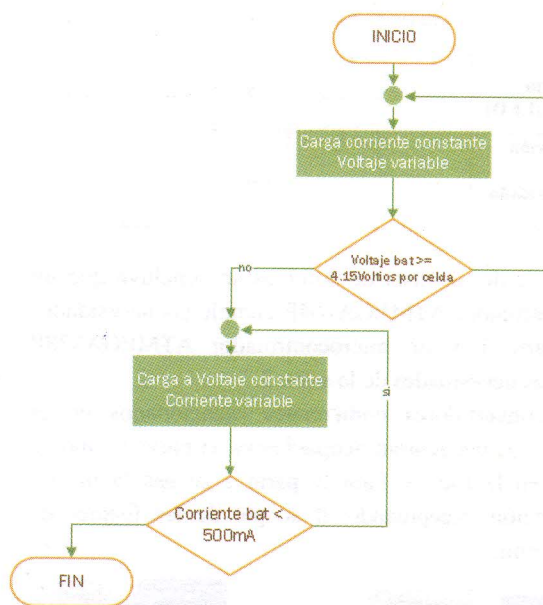 INICIO
Carga corriente constante
Voltaje variable
Voltaje bat >=
4.15Voltios por celda
no
Carga a Voltaje constante
Corriente variable
si
Corriente bat <
500mA
FIN